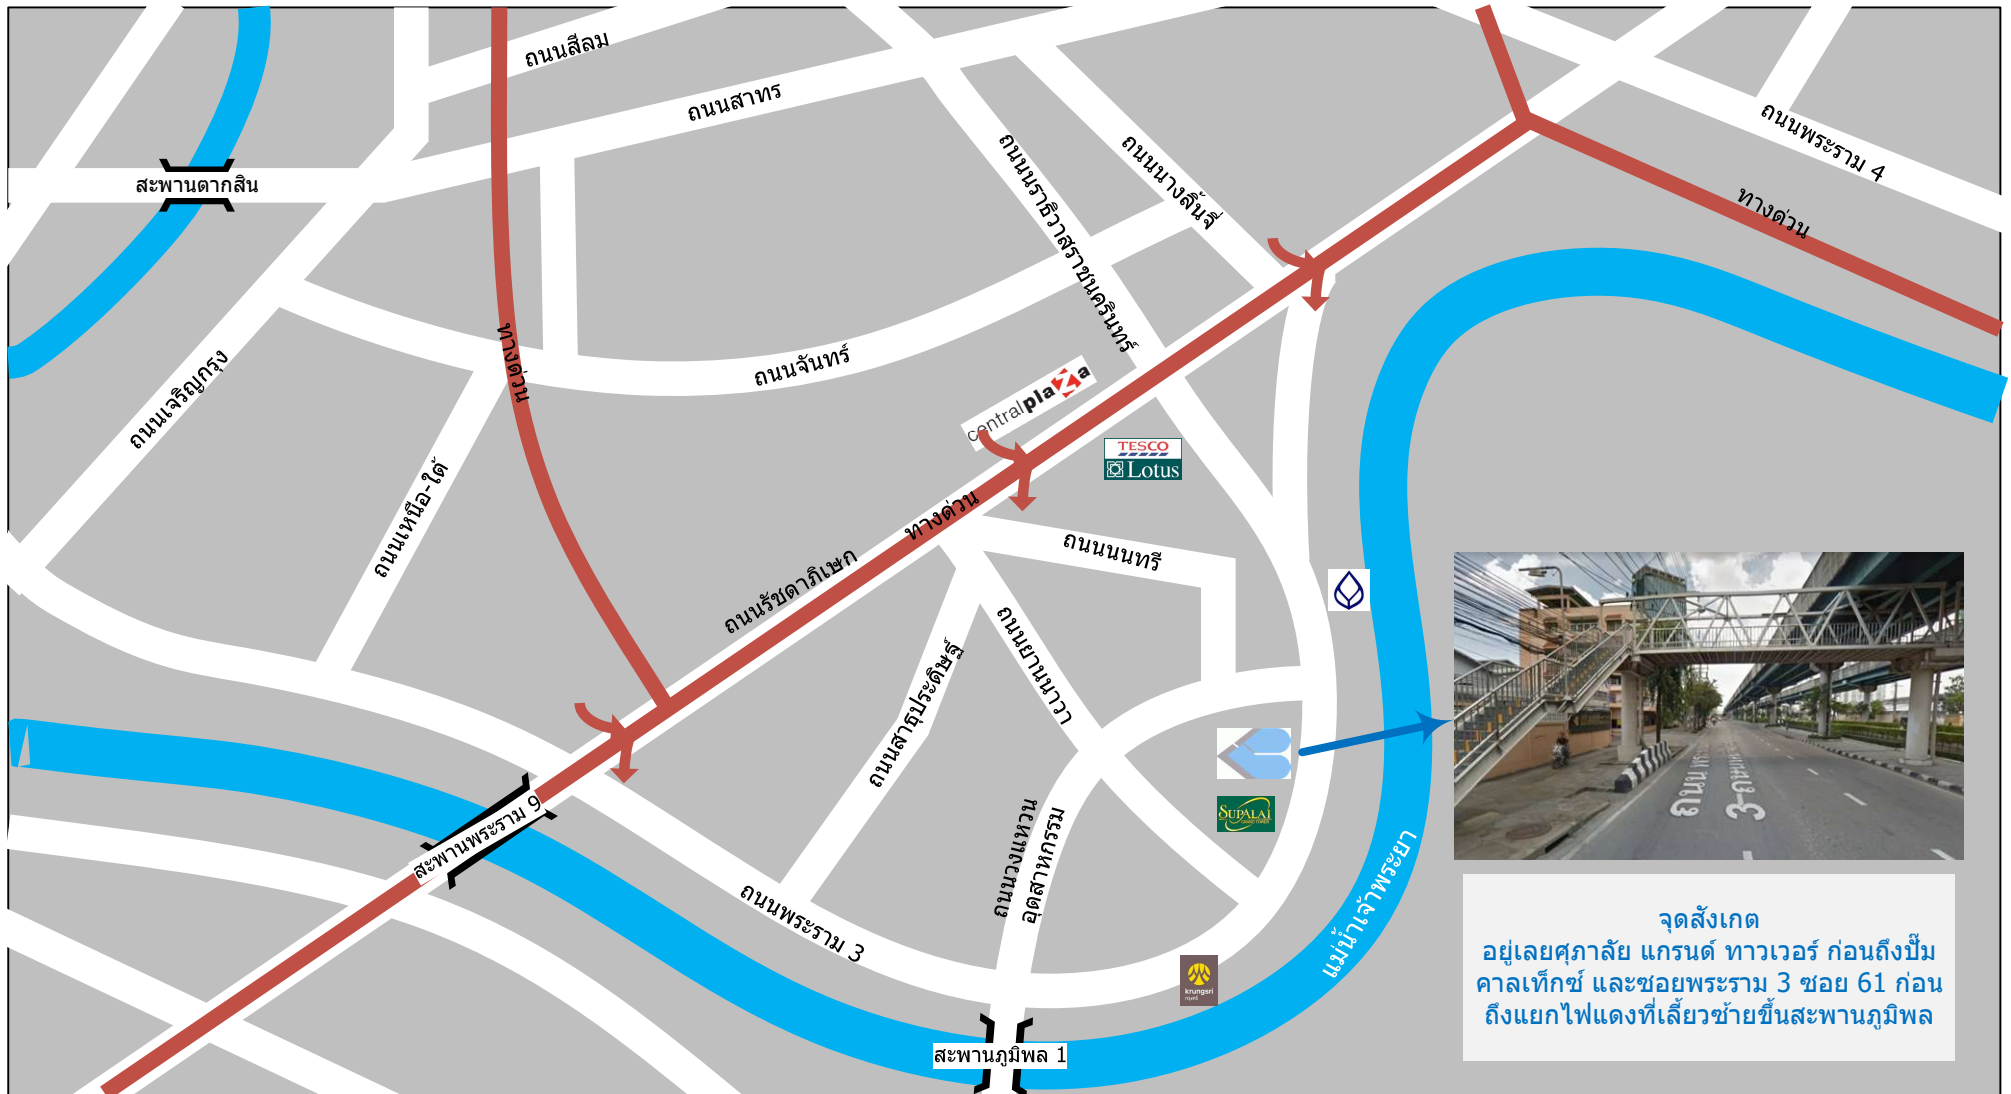 ถนนสีลม
ถนนสาทร
ถนนพระราม 4
ทางด่วน
ถนนนางลิ้นจี่
ถนนนราธิวาสราชนครินทร์
สะพานตากสิน
ทางด่วน
ถนนจันทร์
ถนนเจริญกรุง
centralplaza
TESCO
Lotus
ถนนเหนือ-ใต้
ทางด่วน
ถนนรัชดาภิเษก
ถนนนนทรี
ถนนยานนาวา
ถนนสาธุประดิษฐ์
SUPALAI
GRAND TOWER
สะพานพระราม 9
ถนนวงแหวน
อุตสาหกรรม
ถนนพระราม 3
แม่น้ำเจ้าพระยา
krungsri
กรุงศรี
สะพานภูมิพล 1
ถนน
3-ถนน
จุดสังเกต
อยู่เลยศุภาลัย แกรนด์ ทาวเวอร์ ก่อนถึงปั๊ม
คาลเท็กซ์ และซอยพระราม 3 ซอย 61 ก่อน
ถึงแยกไฟแดงที่เลี้ยวซ้ายขึ้นสะพานภูมิพล